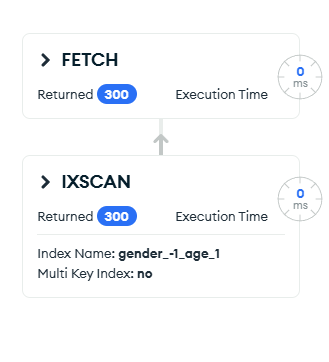 FETCH
Returned 300 Execution Time 0 ms
IXSCAN
Returned 300 Execution Time 0 ms
Index Name: gender_-1_age_1
Multi Key Index: no